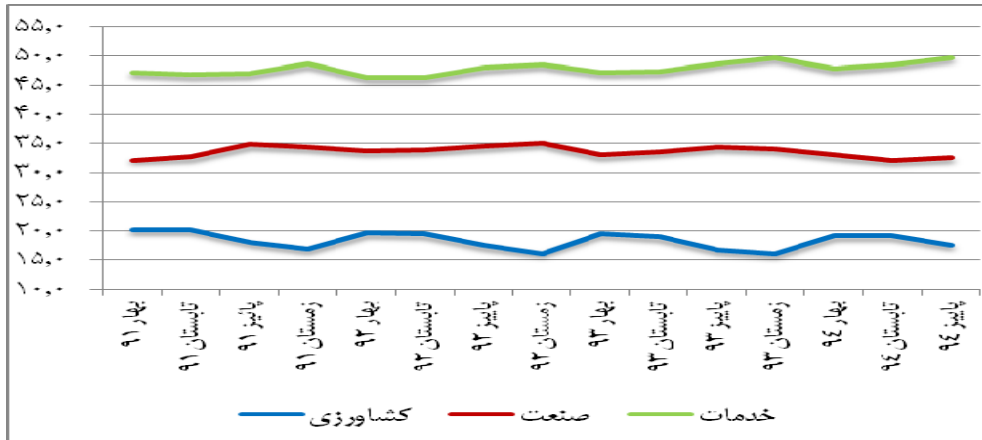 ۵۵,۰
۵۰,۰
۴۵,۰
۴۰,۰
۳۵,۰
۳۰,۰
۲۵,۰
۲۰,۰
۱۵,۰
۱۰,۰
بهار ۹۱
تابستان ۹۱
پائیز ۹۱
زمستان ۹۱
بهار ۹۲
تابستان ۹۲
پاییز ۹۲
زمستان ۹۲
بهار ۹۳
تابستان ۹۳
پاییز ۹۳
زمستان ۹۳
بهار ۹۴
تابستان ۹۴
پاییز ۹۴
خدمات صنعت کشاورزی